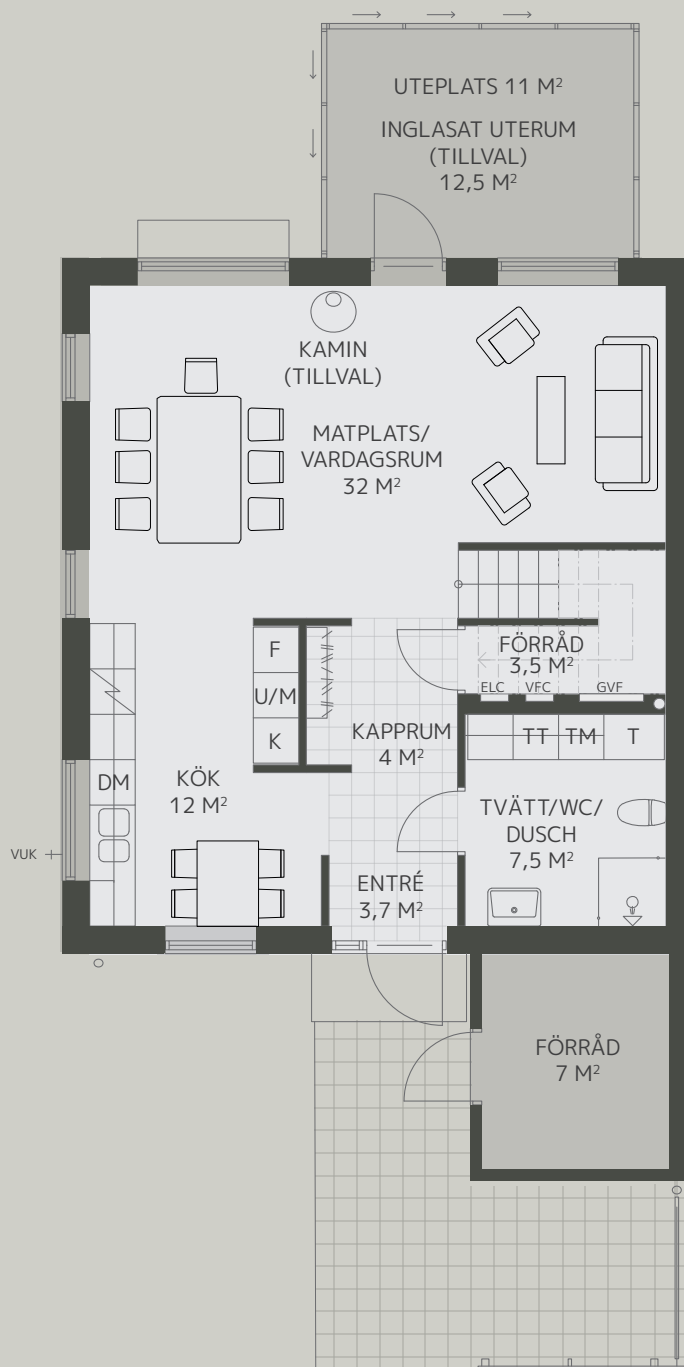 UTEPLATS 11 M²
INGLASAT UTERUM
(TILLVAL)
12,5 M²
KAMIN
(TILLVAL)
MATPLATS/
VARDAGSRUM
32 M²
F
U/M
K
FÖRRÅD
3,5 M²
ELC VFC GVF
KAPPRUM
4 M²
TT TM T
DM
KÖK
12 M²
TVÄTT/WC/
DUSCH
7,5 M²
VUK
ENTRÉ
3,7 M²
FÖRRÅD
7 M²